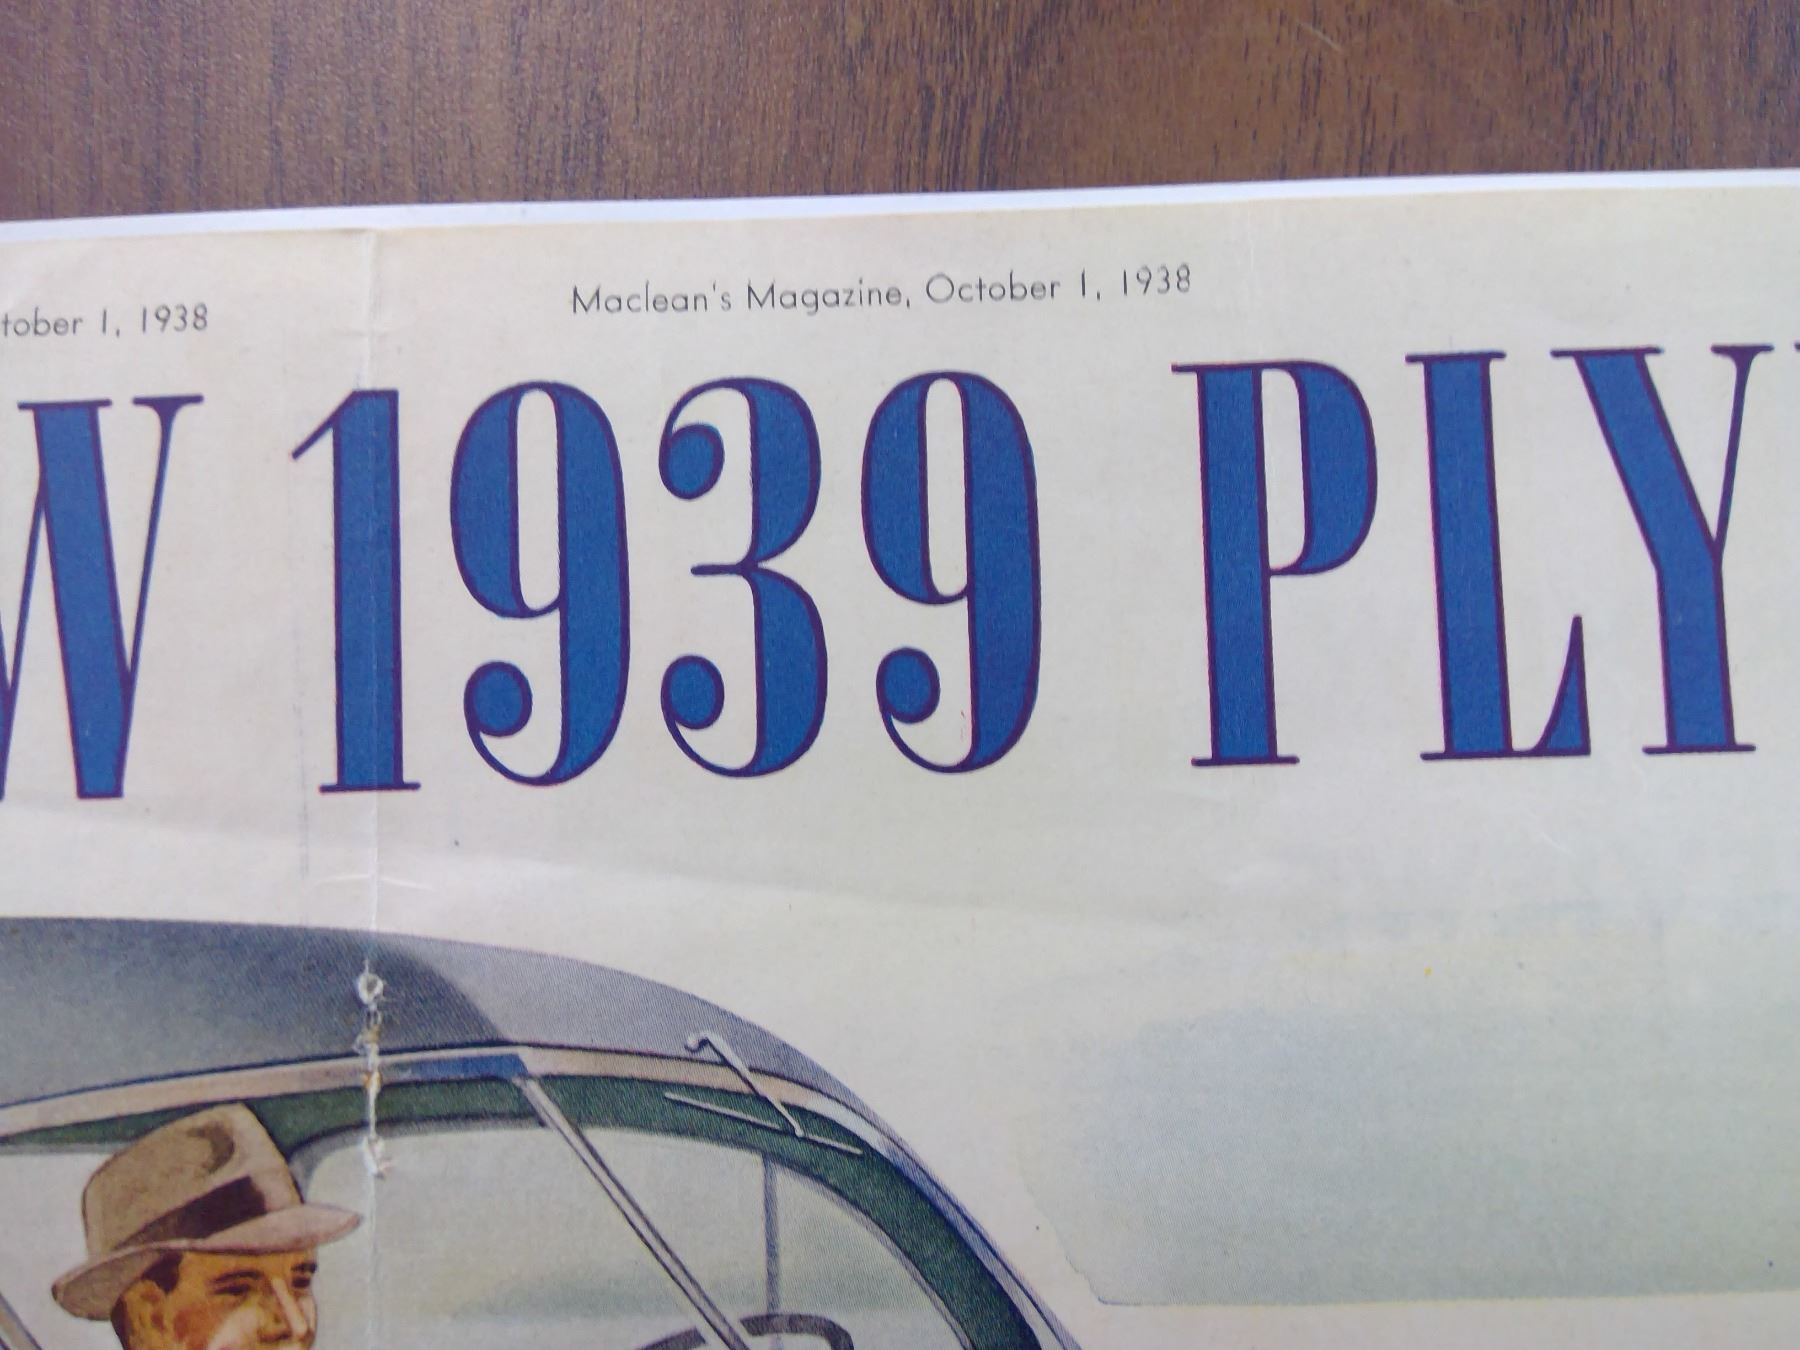 tober 1, 1938
Maclean's Magazine, October 1, 1938
W 1939 PLY